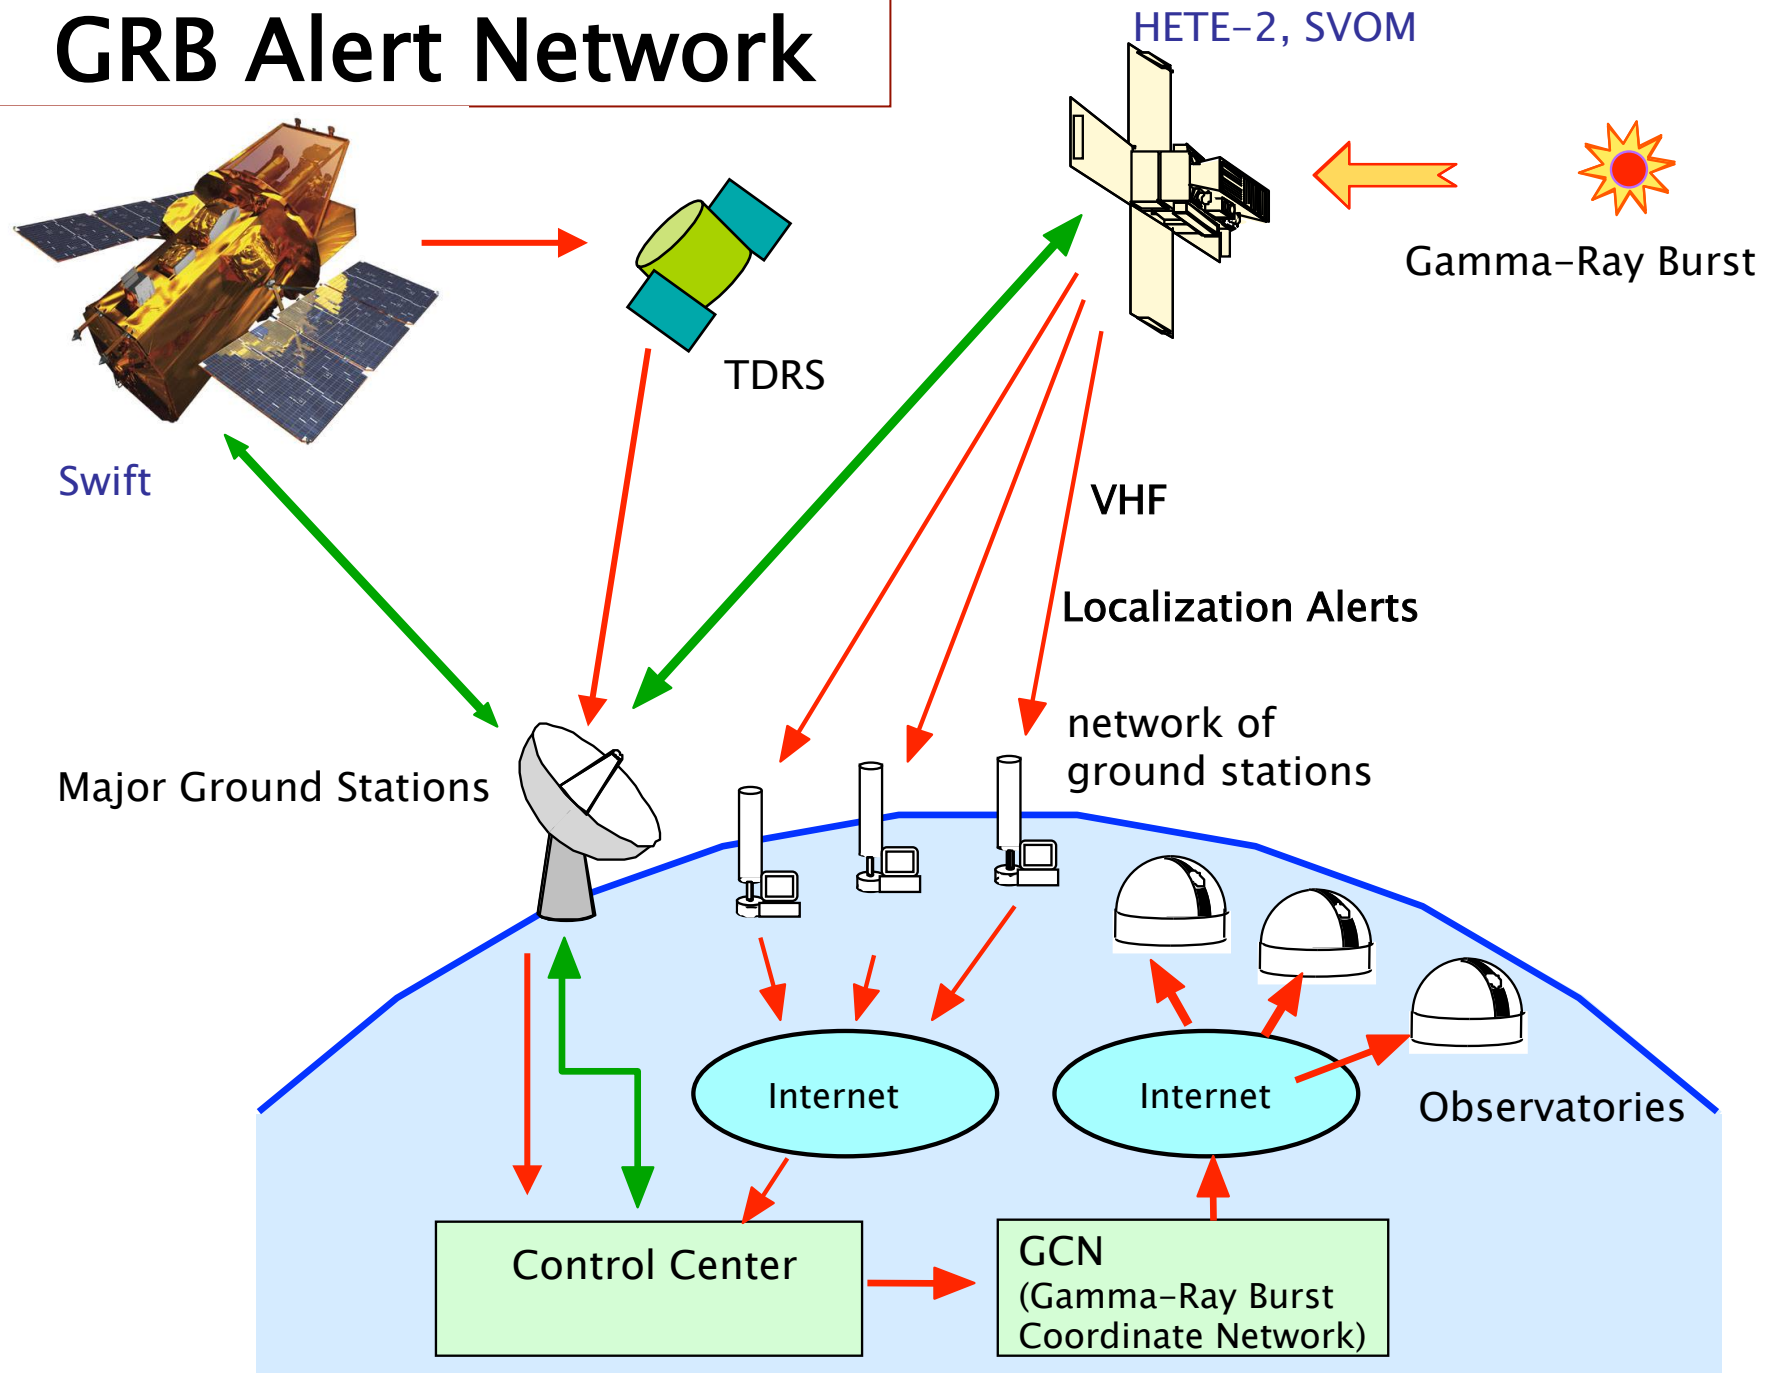 GRB Alert Network
HETE-2, SVOM
Gamma-Ray Burst
TDRS
Swift
VHF
Localization Alerts
network of
ground stations
Major Ground Stations
Internet
Internet
Observatories
Control Center
GCN
(Gamma-Ray Burst
Coordinate Network)